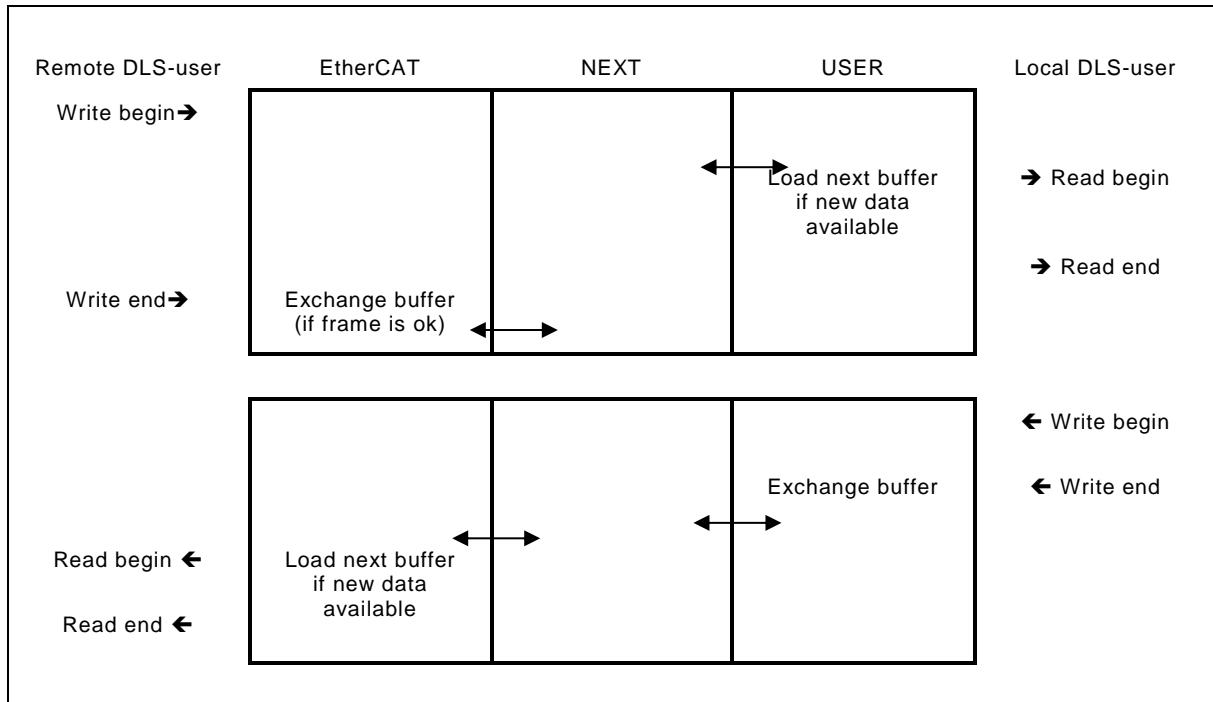 Remote DLS-user EtherCAT NEXT USER Local DLS-user
Write begin➔
Load next buffer ➔ Read begin
if new data
available
➔ Read end
Write end➔ Exchange buffer
(if frame is ok)
🡸 Write begin
Exchange buffer 🡸 Write end
Read begin 🡸 Load next buffer
if new data
available
Read end 🡸